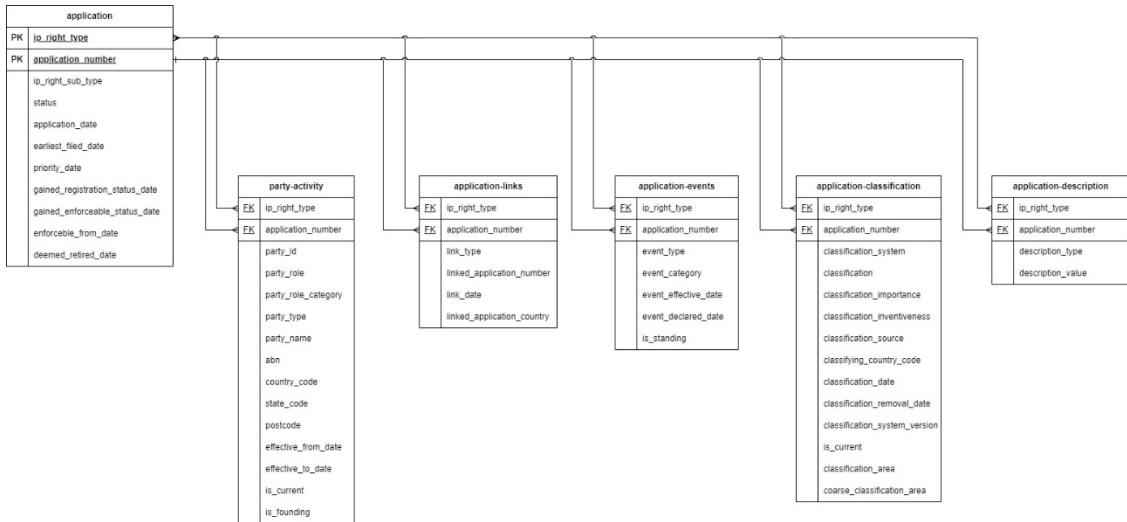 application
PK ip_right_type
PK application_number
ip_right_sub_type
status
application_date
earliest_filed_date
priority_date
gained_registration_status_date
gained_enforceable_status_date
enforceble_from_date
deemed_retired_date
party-activity
FK ip_right_type
FK application_number
party_id
party_role
party_role_category
party_type
party_name
abn
country_code
state_code
postcode
effective_from_date
effective_to_date
is_current
is_founding
application-links
FK ip_right_type
FK application_number
link_type
linked_application_number
link_date
linked_application_country
application-events
FK ip_right_type
FK application_number
event_type
event_category
event_effective_date
event_declared_date
is_standing
application-classification
FK ip_right_type
FK application_number
classification_system
classification
classification_importance
classification_inventiveness
classification_source
classifying_country_code
classification_date
classification_removal_date
classification_system_version
is_current
classification_area
coarse_classification_area
application-description
FK ip_right_type
FK application_number
description_type
description_value